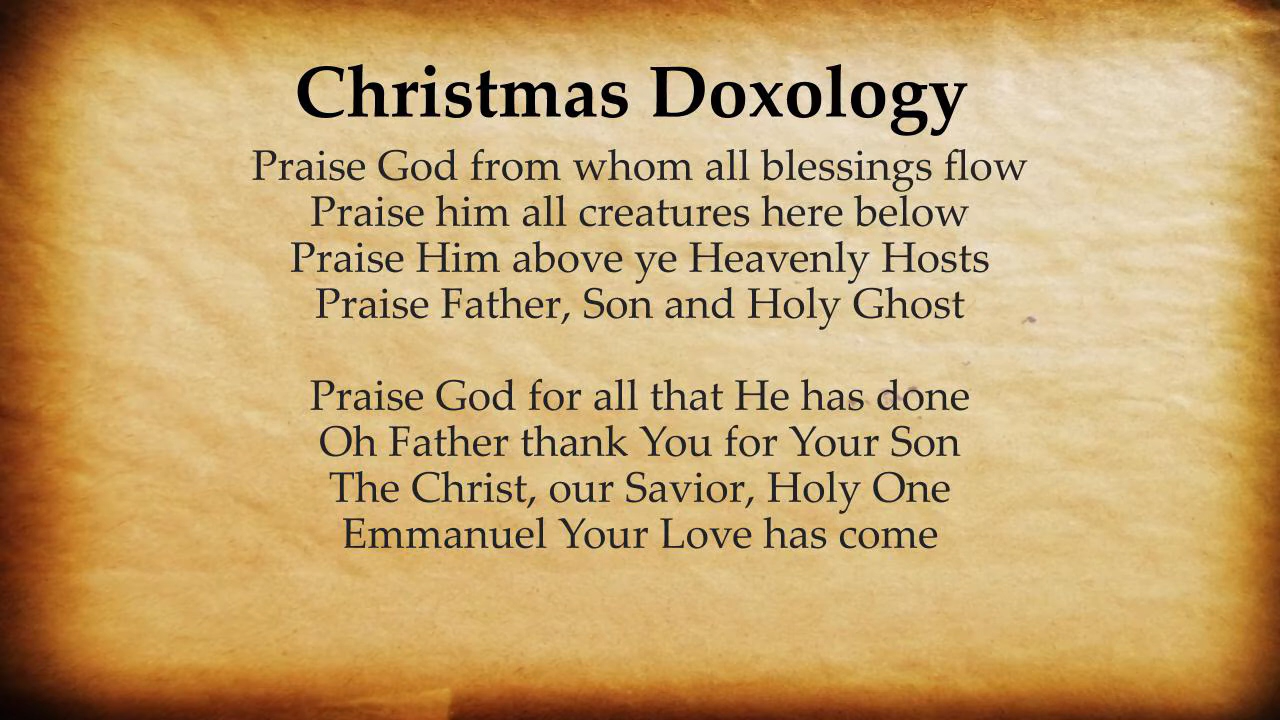 Christmas Doxology
Praise God from whom all blessings flow
Praise him all creatures here below
Praise Him above ye Heavenly Hosts
Praise Father, Son and Holy Ghost
Praise God for all that He has done
Oh Father thank You for Your Son
The Christ, our Savior, Holy One
Emmanuel Your Love has come